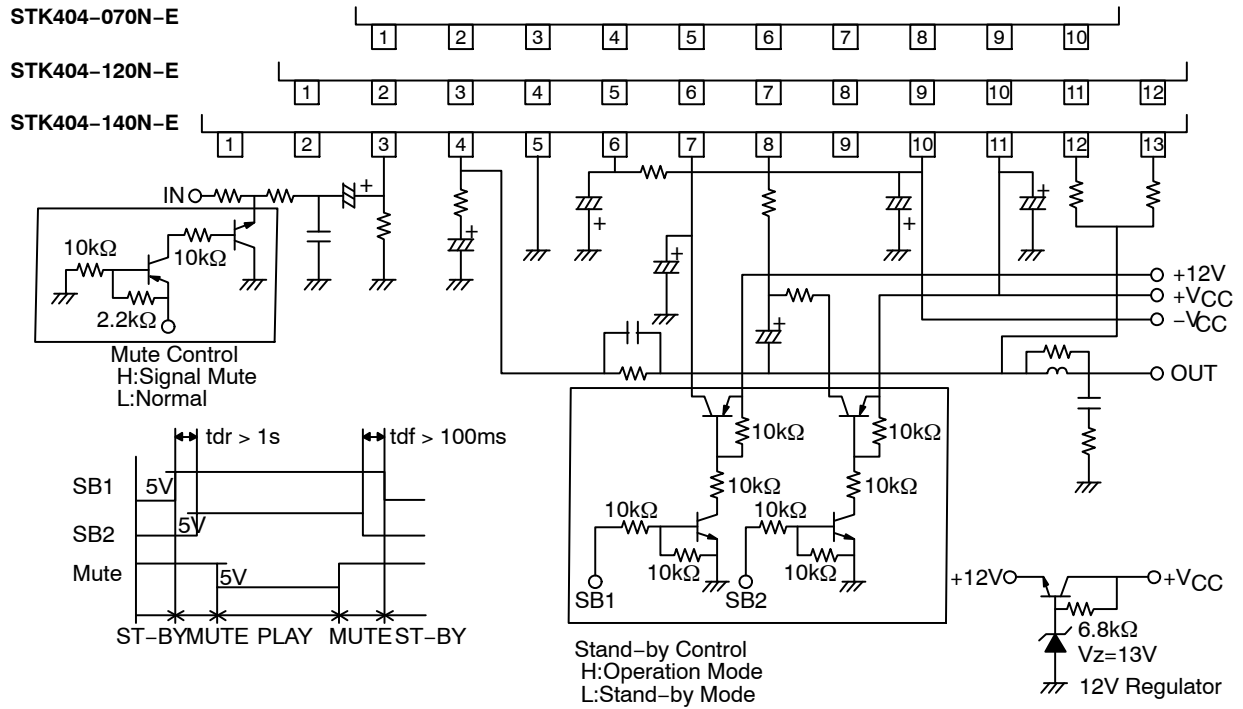 STK404−070N−E
1 2 3 4 5 6 7 8 9 10
STK404−120N−E
1 2 3 4 5 6 7 8 9 10 11 12
STK404−140N−E
1 2 3 4 5 6 7 8 9 10 11 12 13
IN
+
+
+
+
+
+
+
10kΩ
10kΩ
2.2kΩ
Mute Control
H:Signal Mute
L:Normal
+12V
+VCC
−VCC
OUT
tdr > 1s
tdf > 100ms
SB1
5V
SB2
5V
Mute
5V
ST−BY MUTE PLAY MUTE ST−BY
10kΩ
10kΩ
10kΩ
10kΩ
10kΩ
10kΩ
10kΩ
10kΩ
SB1
SB2
Stand−by Control
H:Operation Mode
L:Stand−by Mode
+12V
+VCC
6.8kΩ
Vz=13V
12V Regulator